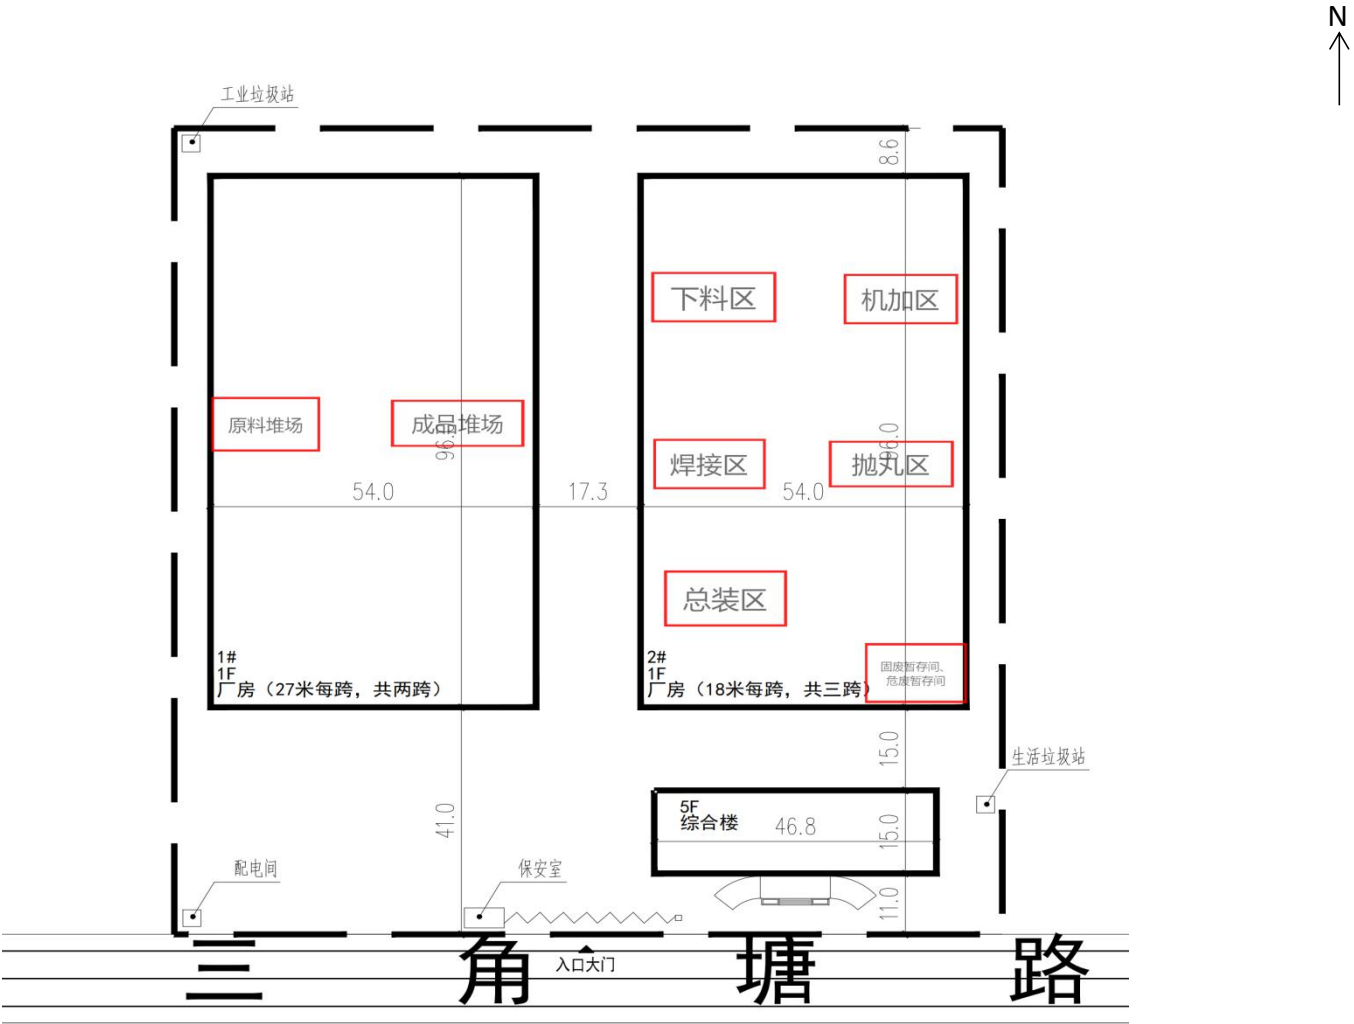 N
工业垃圾站
8.6
下料区
机加区
原料堆场
成品堆场
焊接区
抛丸区
54.0
17.3
54.0
总装区
1#
1F
厂房（27米每跨，共两跨）
2#
1F
厂房（18米每跨，共三跨）
固废暂存间、
危废暂存间
15.0
生活垃圾站
5F
综合楼
46.8
15.0
41.0
配电间
保安室
11.0
入口大门
三角塘路